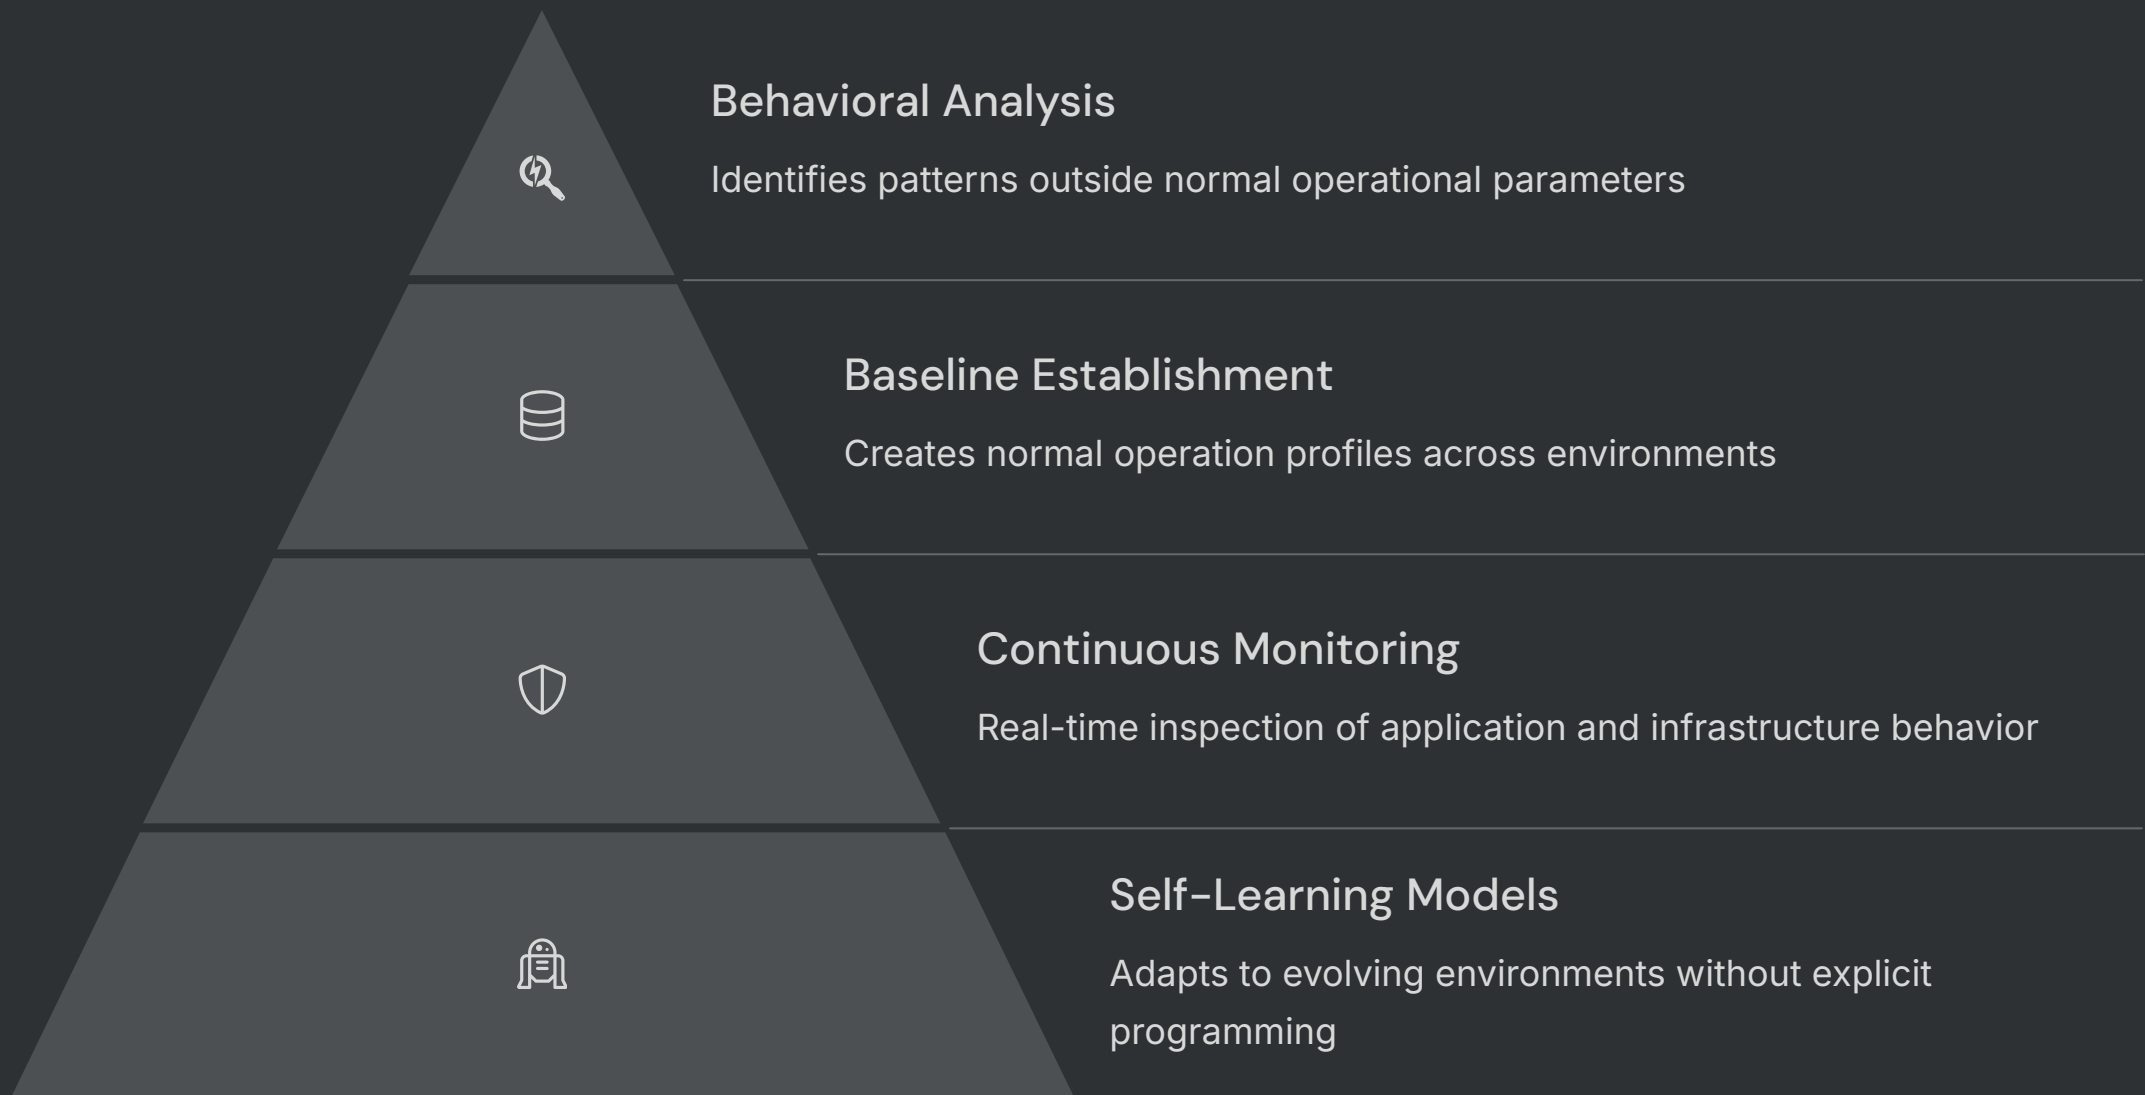 Behavioral Analysis
Identifies patterns outside normal operational parameters
Baseline Establishment
Creates normal operation profiles across environments
Continuous Monitoring
Real-time inspection of application and infrastructure behavior
Self-Learning Models
Adapts to evolving environments without explicit
programming